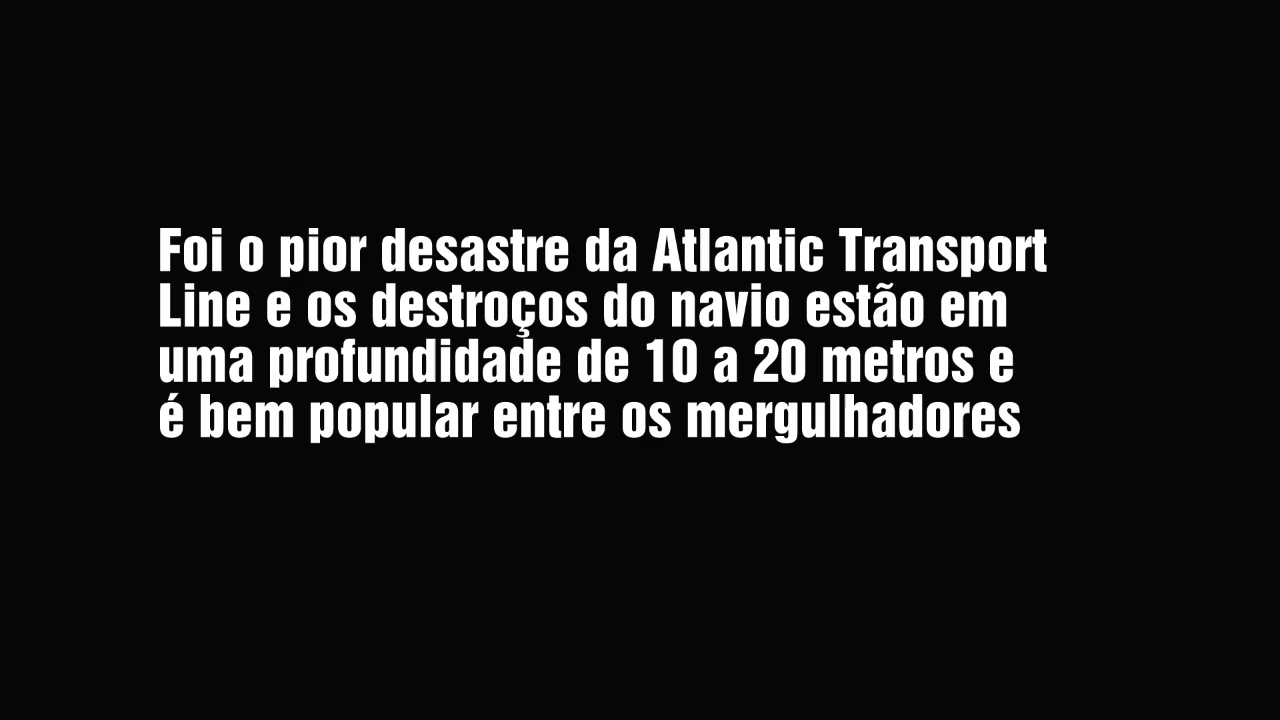 Foi o pior desastre da Atlantic Transport
Line e os destroços do navio estão em
uma profundidade de 10 a 20 metros e
é bem popular entre os mergulhadores